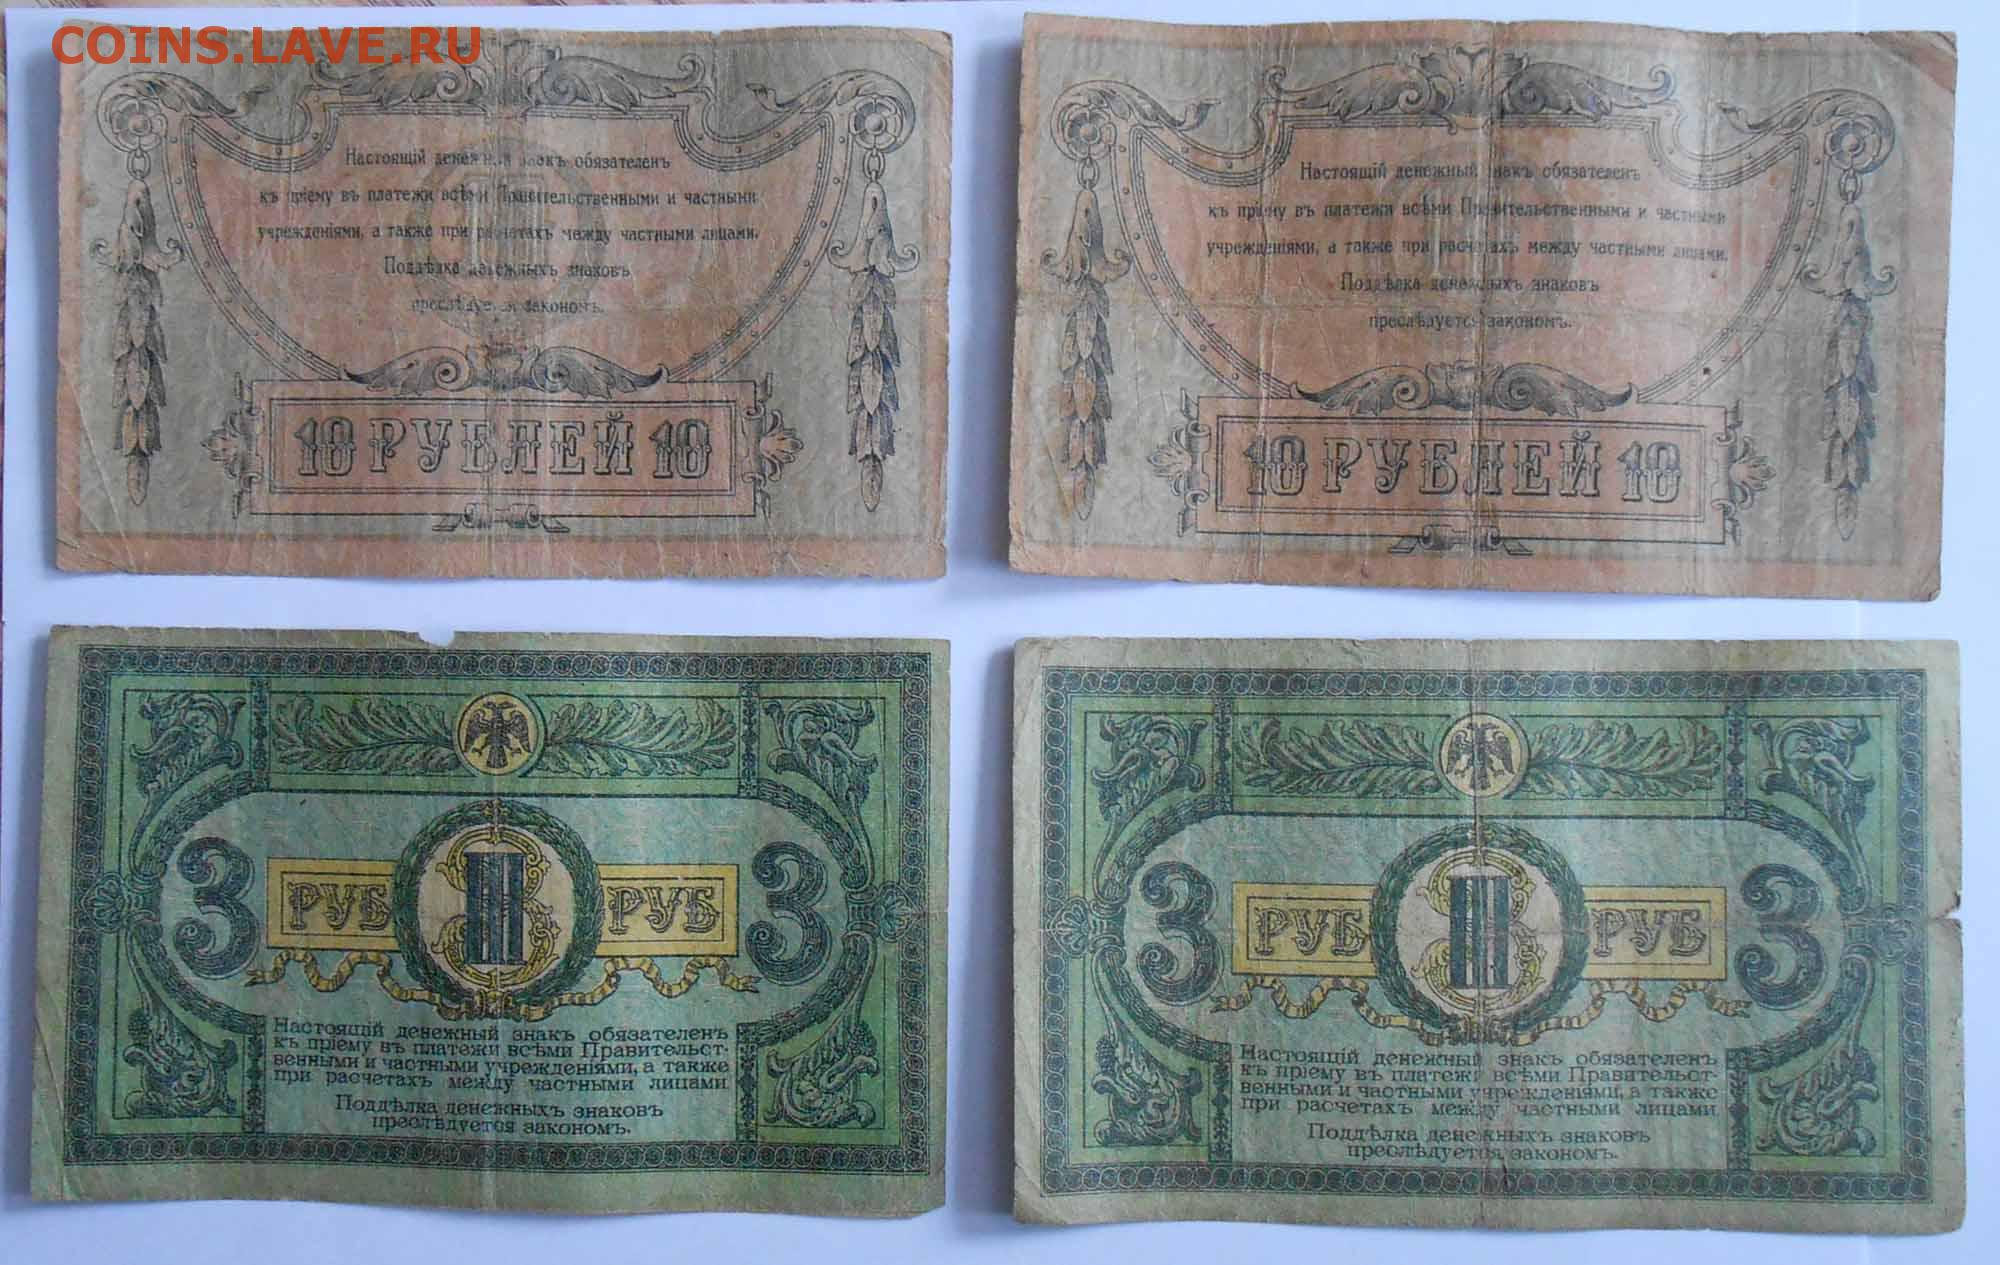 COINS.LAVE.RU
Настоящій денежный знакъ обязателенъ
къ пріему въ платежи всѣми Правительственными и частными
учрежденіями, а также при расчетахъ между частными лицами.
Поддѣлка денежныхъ знаковъ
преслѣдуется закономъ.
10 РУБЛЕЙ 10
Настоящій денежный знакъ обязателенъ
къ пріему въ платежи всѣми Правительственными и частными
учрежденіями, а также при расчетахъ между частными лицами.
Поддѣлка денежныхъ знаковъ
преслѣдуется закономъ.
10 РУБЛЕЙ 10
3 РУБ III РУБ 3
Настоящій денежный знакъ обязателенъ
къ пріему въ платежи всѣми Правительст-
венными и частными учрежденіями, а также
при расчетахъ между частными лицами
Поддѣлка денежныхъ знаковъ
преслѣдуется закономъ.
3 РУБ III РУБ 3
Настоящій денежный знакъ обязателенъ
къ пріему въ платежи всѣми Правительст-
венными и частными учрежденіями, а также
при расчетахъ между частными лицами
Поддѣлка денежныхъ знаковъ
преслѣдуется закономъ.